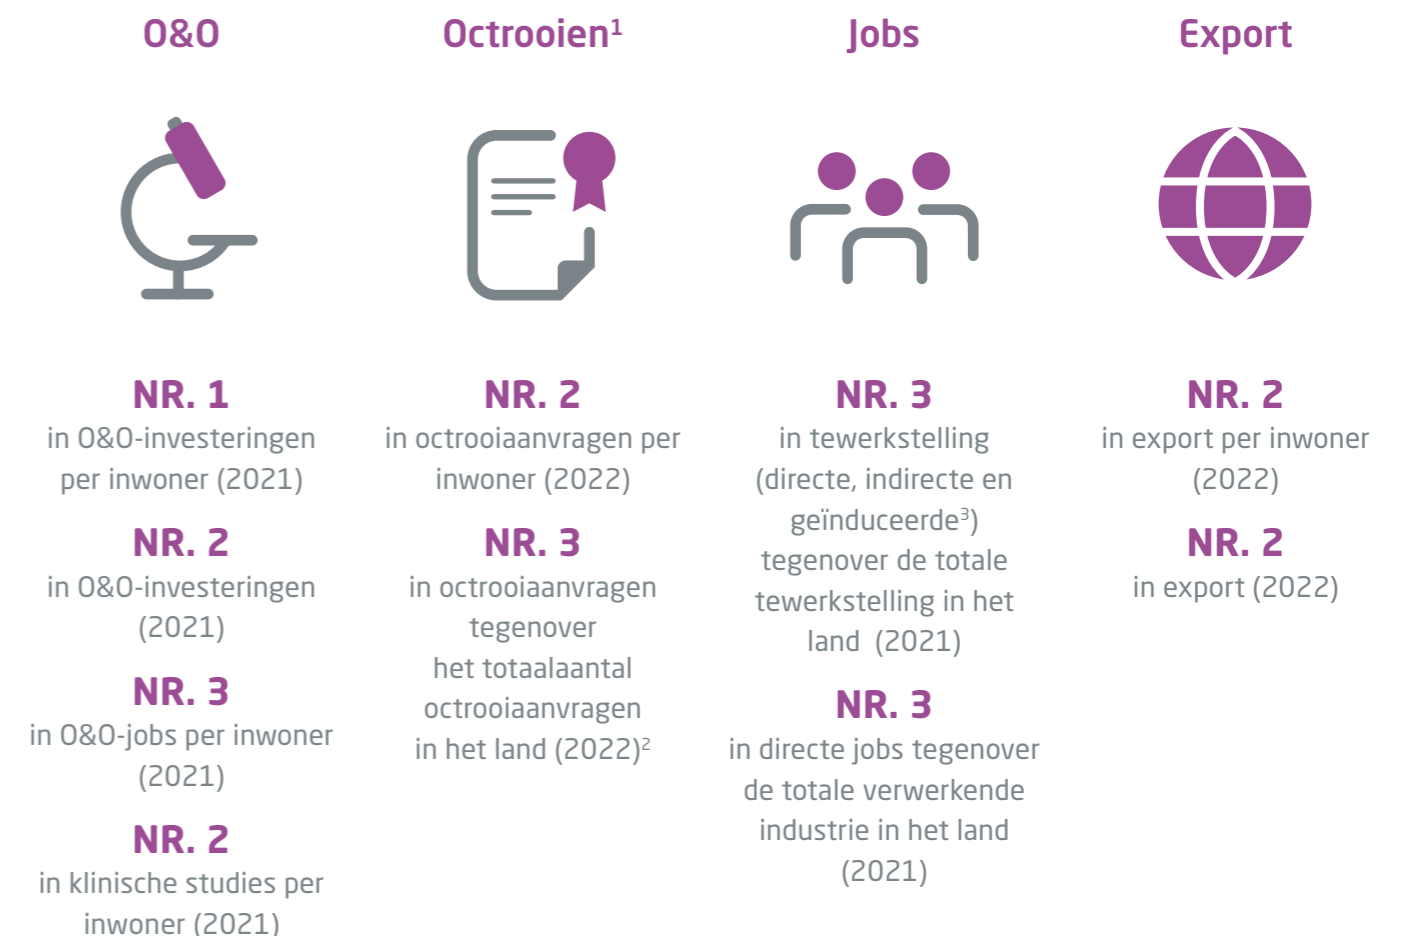 O&O
NR. 1
in O&O-investeringen
per inwoner (2021)
NR. 2
in O&O-investeringen
(2021)
NR. 3
in O&O-jobs per inwoner
(2021)
NR. 2
in klinische studies per
inwoner (2021)
Octrooien¹
NR. 2
in octrooiaanvragen per
inwoner (2022)
NR. 3
in octrooiaanvragen
tegenover
het totaalaantal
octrooiaanvragen
in het land (2022)²
Jobs
NR. 3
in tewerkstelling
(directe, indirecte en
geïnduceerde³)
tegenover de totale
tewerkstelling in het
land (2021)
NR. 3
in directe jobs tegenover
de totale verwerkende
industrie in het land
(2021)
Export
NR. 2
in export per inwoner
(2022)
NR. 2
in export (2022)